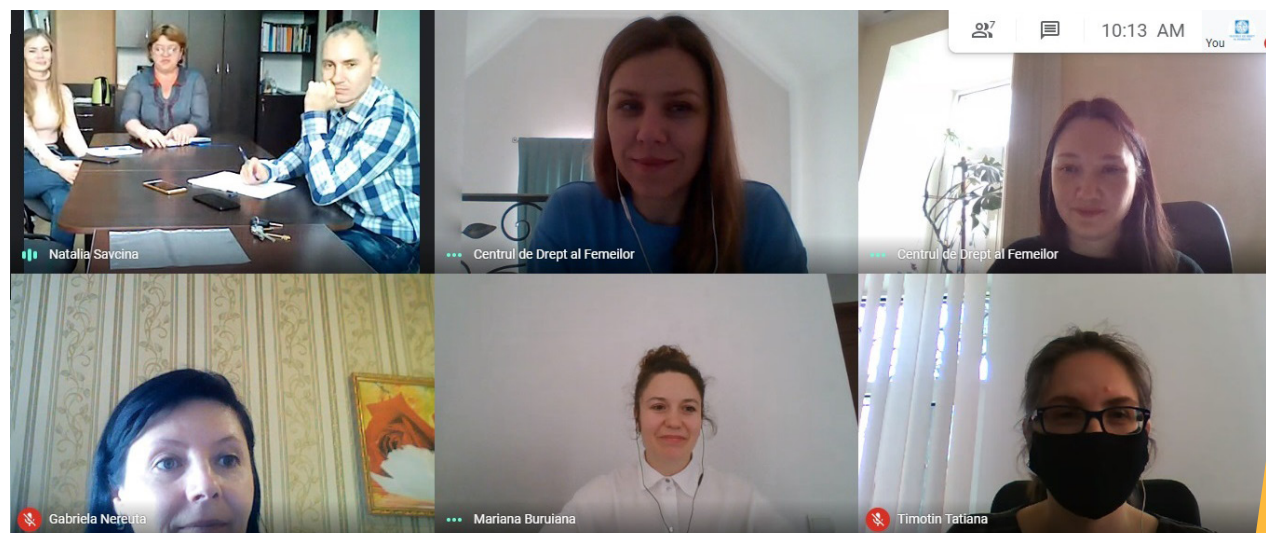 7
10:13 AM
You
Natalia Savcina
Centrul de Drept al Femeilor
Centrul de Drept al Femeilor
Gabriela Nereuta
Mariana Buruiana
Timotin Tatiana